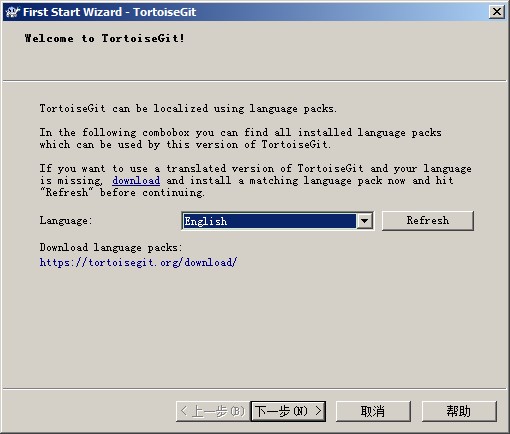 First Start Wizard - TortoiseGit
Welcome to TortoiseGit!
TortoiseGit can be localized using language packs.
In the following combobox you can find all installed language packs
which can be used by this version of TortoiseGit.
If you want to use a translated version of TortoiseGit and your language
is missing, download and install a matching language pack now and hit
"Refresh" before continuing.
Language: English Refresh
Download language packs:
https://tortoisegit.org/download/
< 上一步(B) 下一步(N) > 取消 帮助